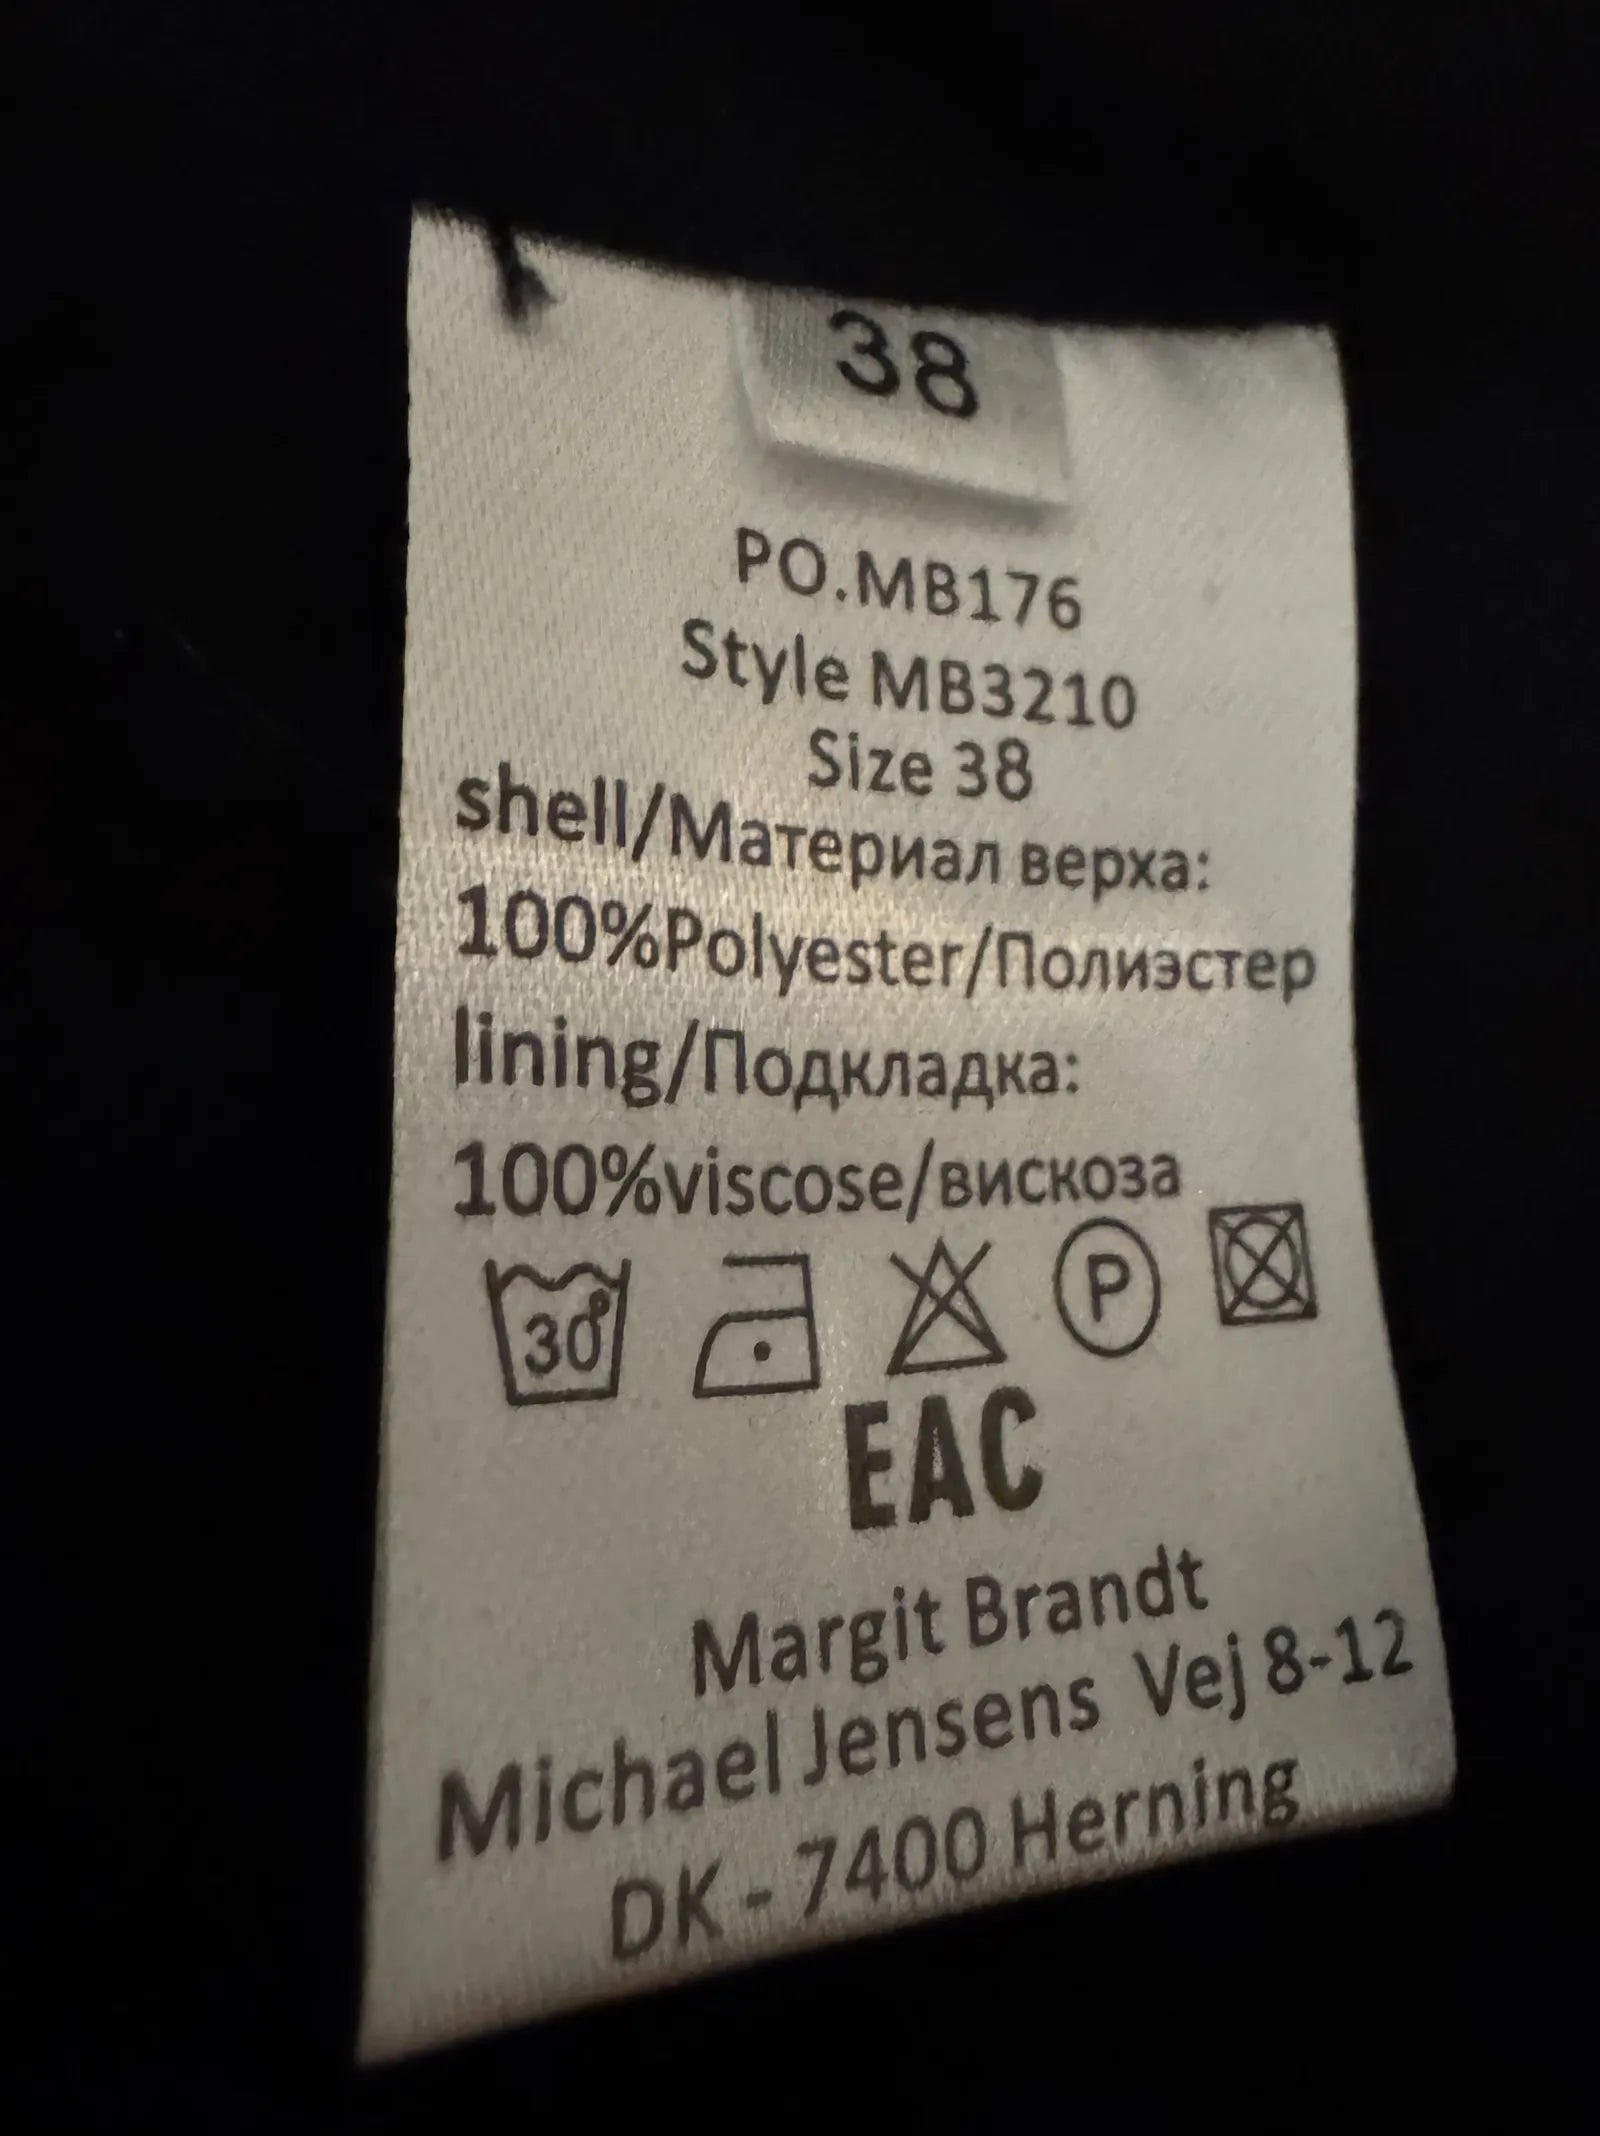 38
PO.MB176
Style MB3210
Size 38
shell/Материал верха:
100%Polyester/Полиэстер
lining/Подкладка:
100%viscose/вискоза
30° P
EAC
Margit Brandt
Michael Jensens Vej 8-12
DK - 7400 Herning